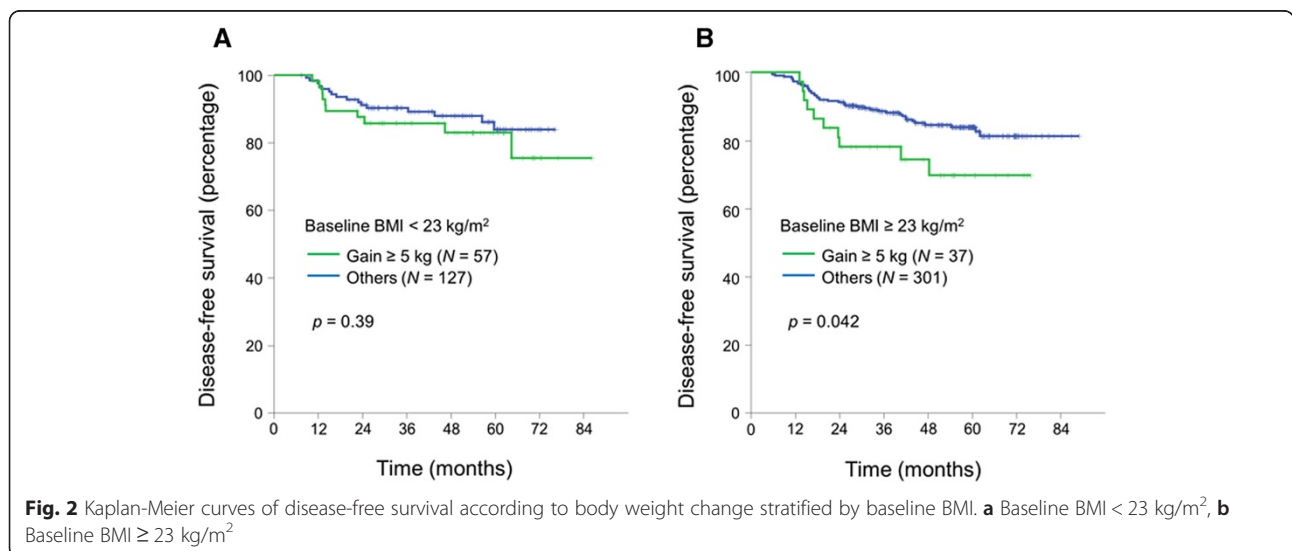 A
100
80
60
40
20
0
Disease-free survival (percentage)
Baseline BMI < 23 kg/m²
Gain ≥ 5 kg (N = 57)
Others (N = 127)
p = 0.39
0 12 24 36 48 60 72 84
Time (months)
B
100
80
60
40
20
0
Disease-free survival (percentage)
Baseline BMI ≥ 23 kg/m²
Gain ≥ 5 kg (N = 37)
Others (N = 301)
p = 0.042
0 12 24 36 48 60 72 84
Time (months)
Fig. 2 Kaplan-Meier curves of disease-free survival according to body weight change stratified by baseline BMI. a Baseline BMI < 23 kg/m², b
Baseline BMI ≥ 23 kg/m²